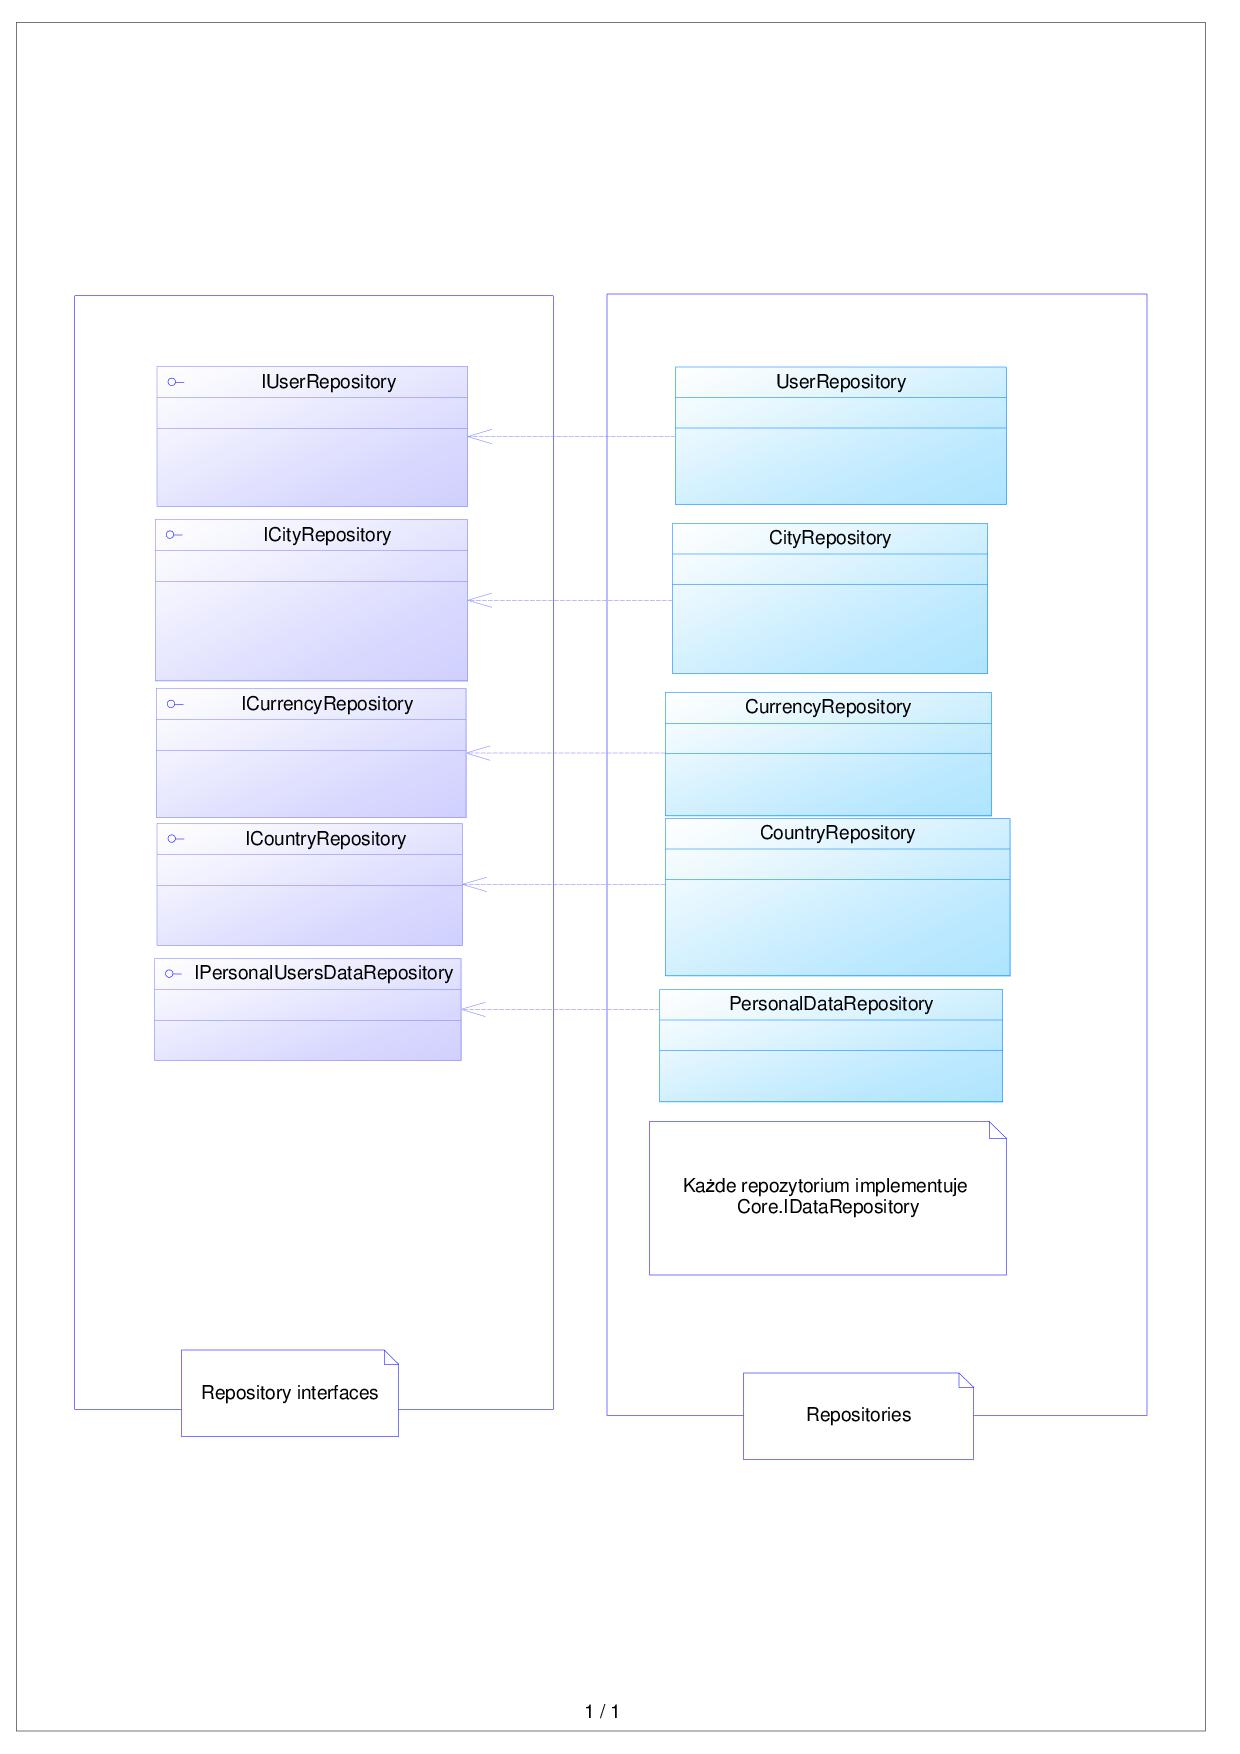 IUserRepository
ICityRepository
ICurrencyRepository
ICountryRepository
IPersonalUsersDataRepository
Repository interfaces
UserRepository
CityRepository
CurrencyRepository
CountryRepository
PersonalDataRepository
Każde repozytorium implementuje
Core.IDataRepository
Repositories
1 / 1